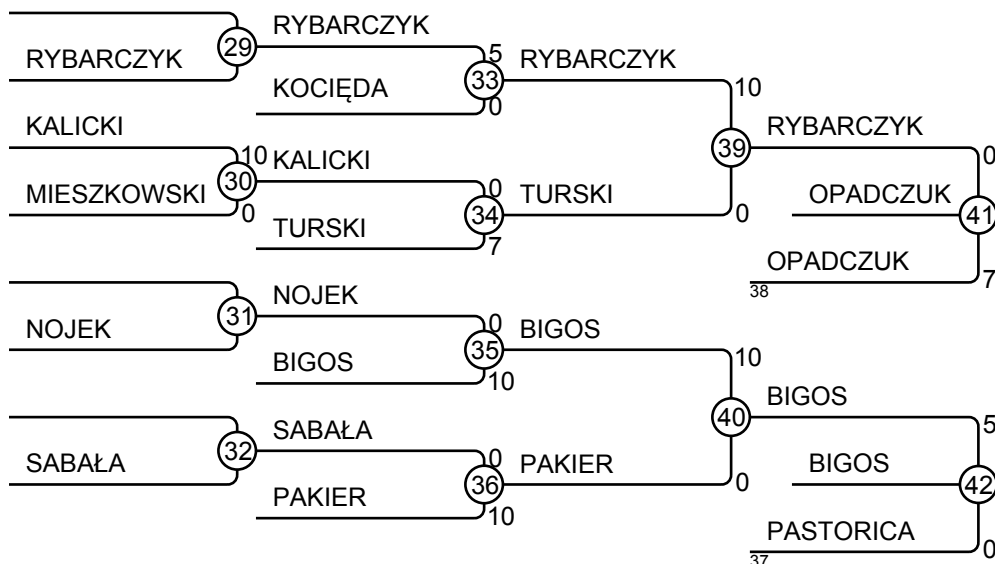 RYBARCZYK
29
RYBARCZYK
5
KOCIĘDA
0
33
RYBARCZYK
10
KALICKI
10
MIESZKOWSKI
0
30
KALICKI
0
TURSKI
7
34
TURSKI
0
39
RYBARCZYK
0
OPADCZUK
41
OPADCZUK
38
7
NOJEK
31
NOJEK
0
BIGOS
10
35
BIGOS
10
SABAŁA
32
SABAŁA
0
PAKIER
10
36
PAKIER
0
40
BIGOS
5
BIGOS
42
PASTORICA
37
0